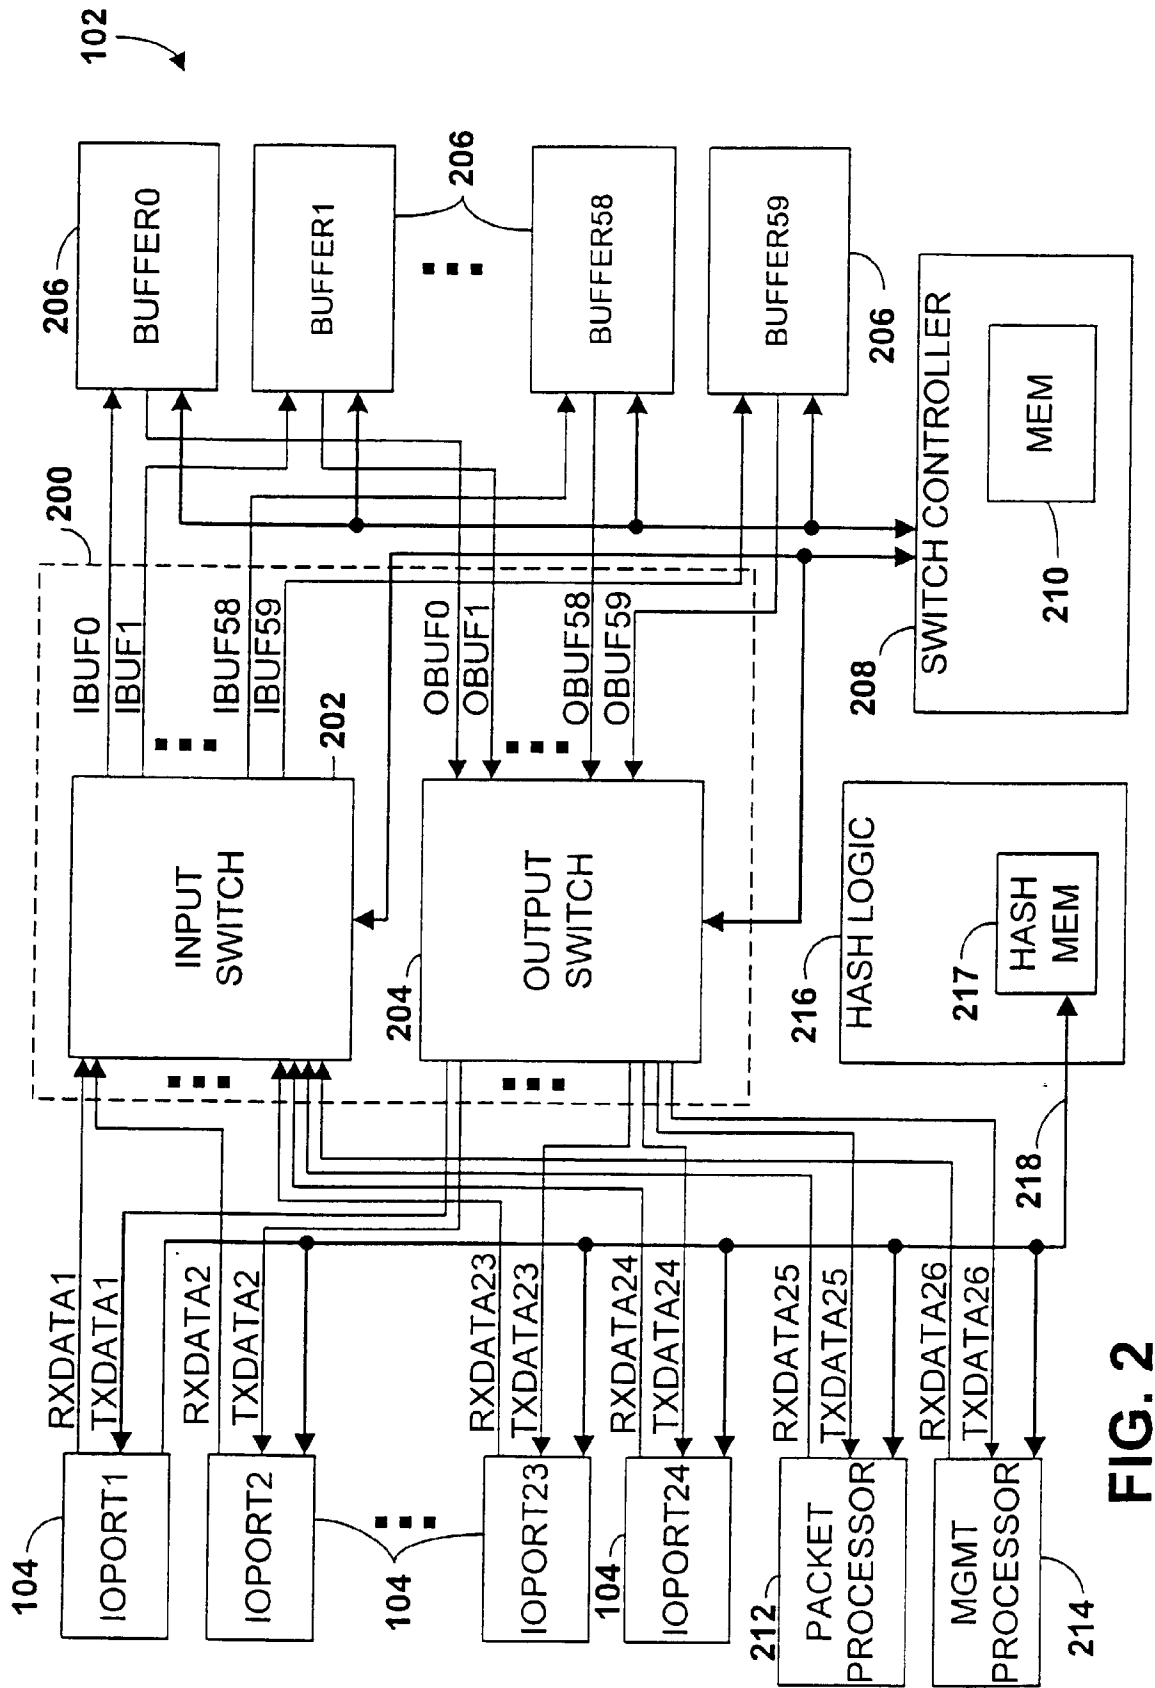 102
104
IOPORT1
RXDATA1
TXDATA1
IOPORT2
RXDATA2
TXDATA2
104
IOPORT23
RXDATA23
TXDATA23
104
IOPORT24
RXDATA24
TXDATA24
212
PACKET
PROCESSOR
RXDATA25
TXDATA25
MGMT
PROCESSOR
214
RXDATA26
TXDATA26
200
INPUT
SWITCH
202
IBUF0
IBUF1
IBUF58
IBUF59
204
OUTPUT
SWITCH
OBUF0
OBUF1
OBUF58
OBUF59
206
BUFFER0
BUFFER1
206
BUFFER58
BUFFER59
206
216
HASH LOGIC
217
HASH
MEM
218
208
SWITCH CONTROLLER
210
MEM
FIG. 2